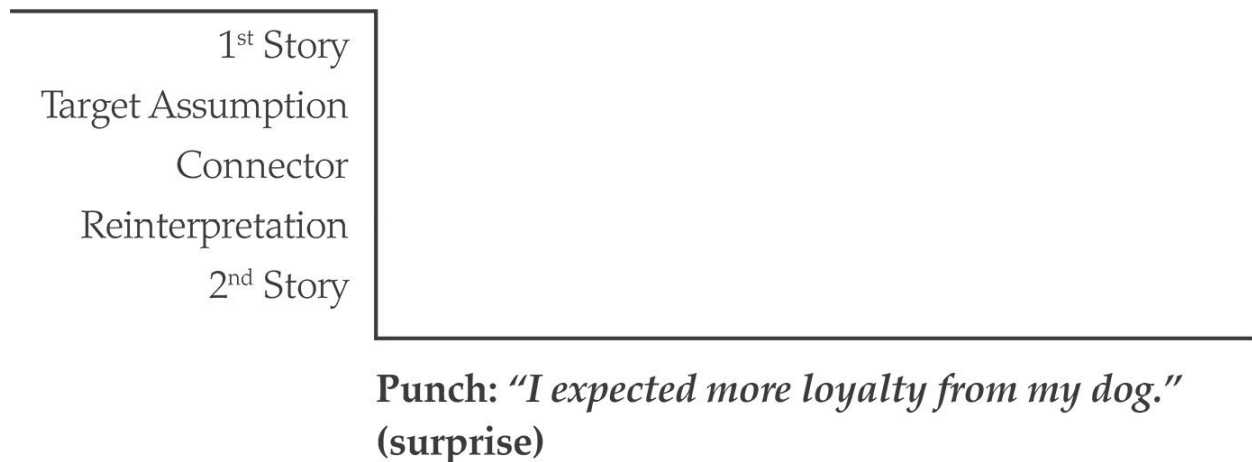 1st Story
Target Assumption
Connector
Reinterpretation
2nd Story
Punch: “I expected more loyalty from my dog.”
(surprise)